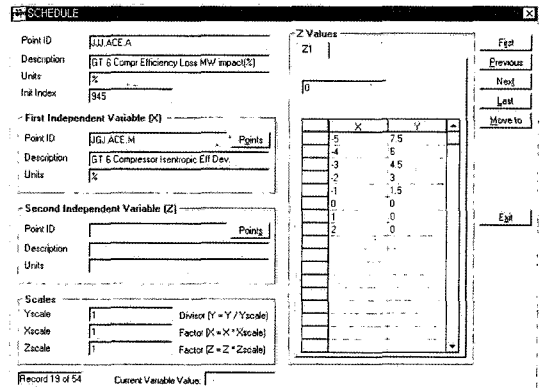 SCHEDULE
Point ID JJJ.ACE.A
Description GT 6 Compr Efficiency Loss MW impact(%)
Units %
Init Index 945
First Independent Variable (X)
Point ID JGJ.ACE.M Points
Description GT 6 Compressor Isentropic Eff Dev.
Units %
Second Independent Variable (Z)
Point ID Points
Description
Units
Scales
Yscale 1 Divisor (Y = Y / Yscale)
Xscale 1 Factor (X = X * Xscale)
Zscale 1 Factor (Z = Z * Zscale)
Record 19 of 54 Current Variable Value:
Z Values
Z1
0
X Y
-5 7.5
-4 6
-3 4.5
-2 3
-1 1.5
0 0
1 0
2 0
First
Previous
Next
Last
Move to
Exit